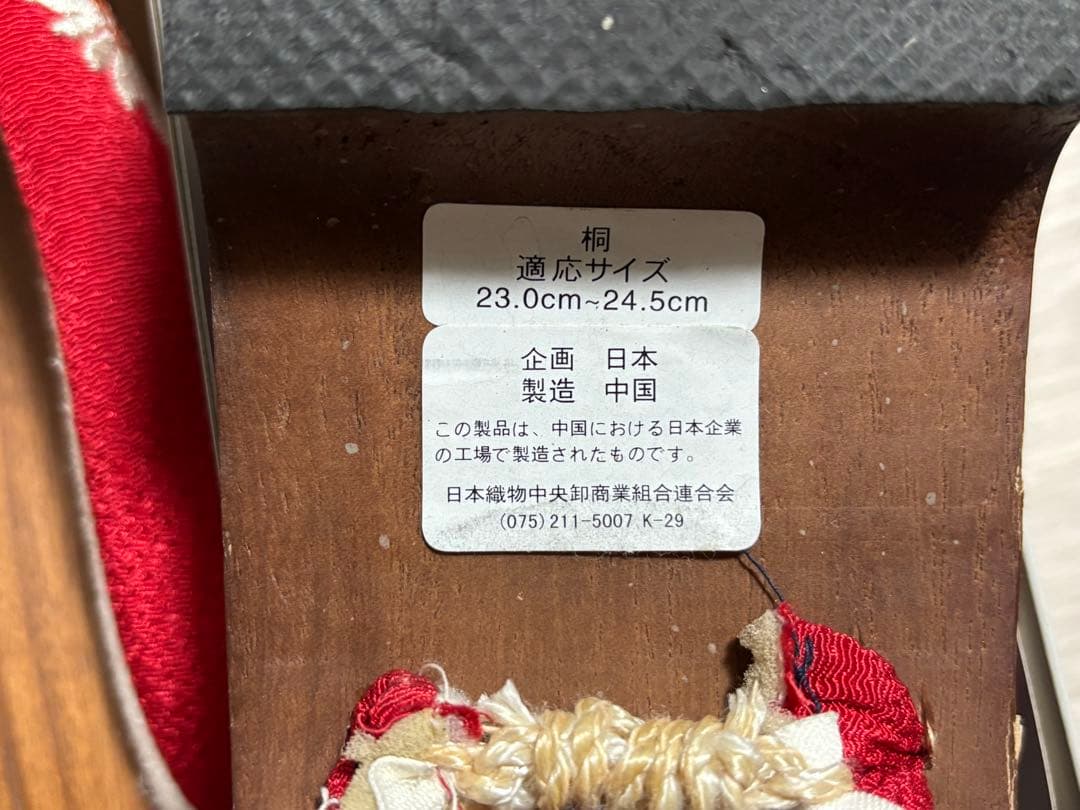 桐
適応サイズ
23.0cm~24.5cm
企画　日本
製造　中国
この製品は、中国における日本企業
の工場で製造されたものです。
日本織物中央卸商業組合連合会
(075)211-5007 K-29